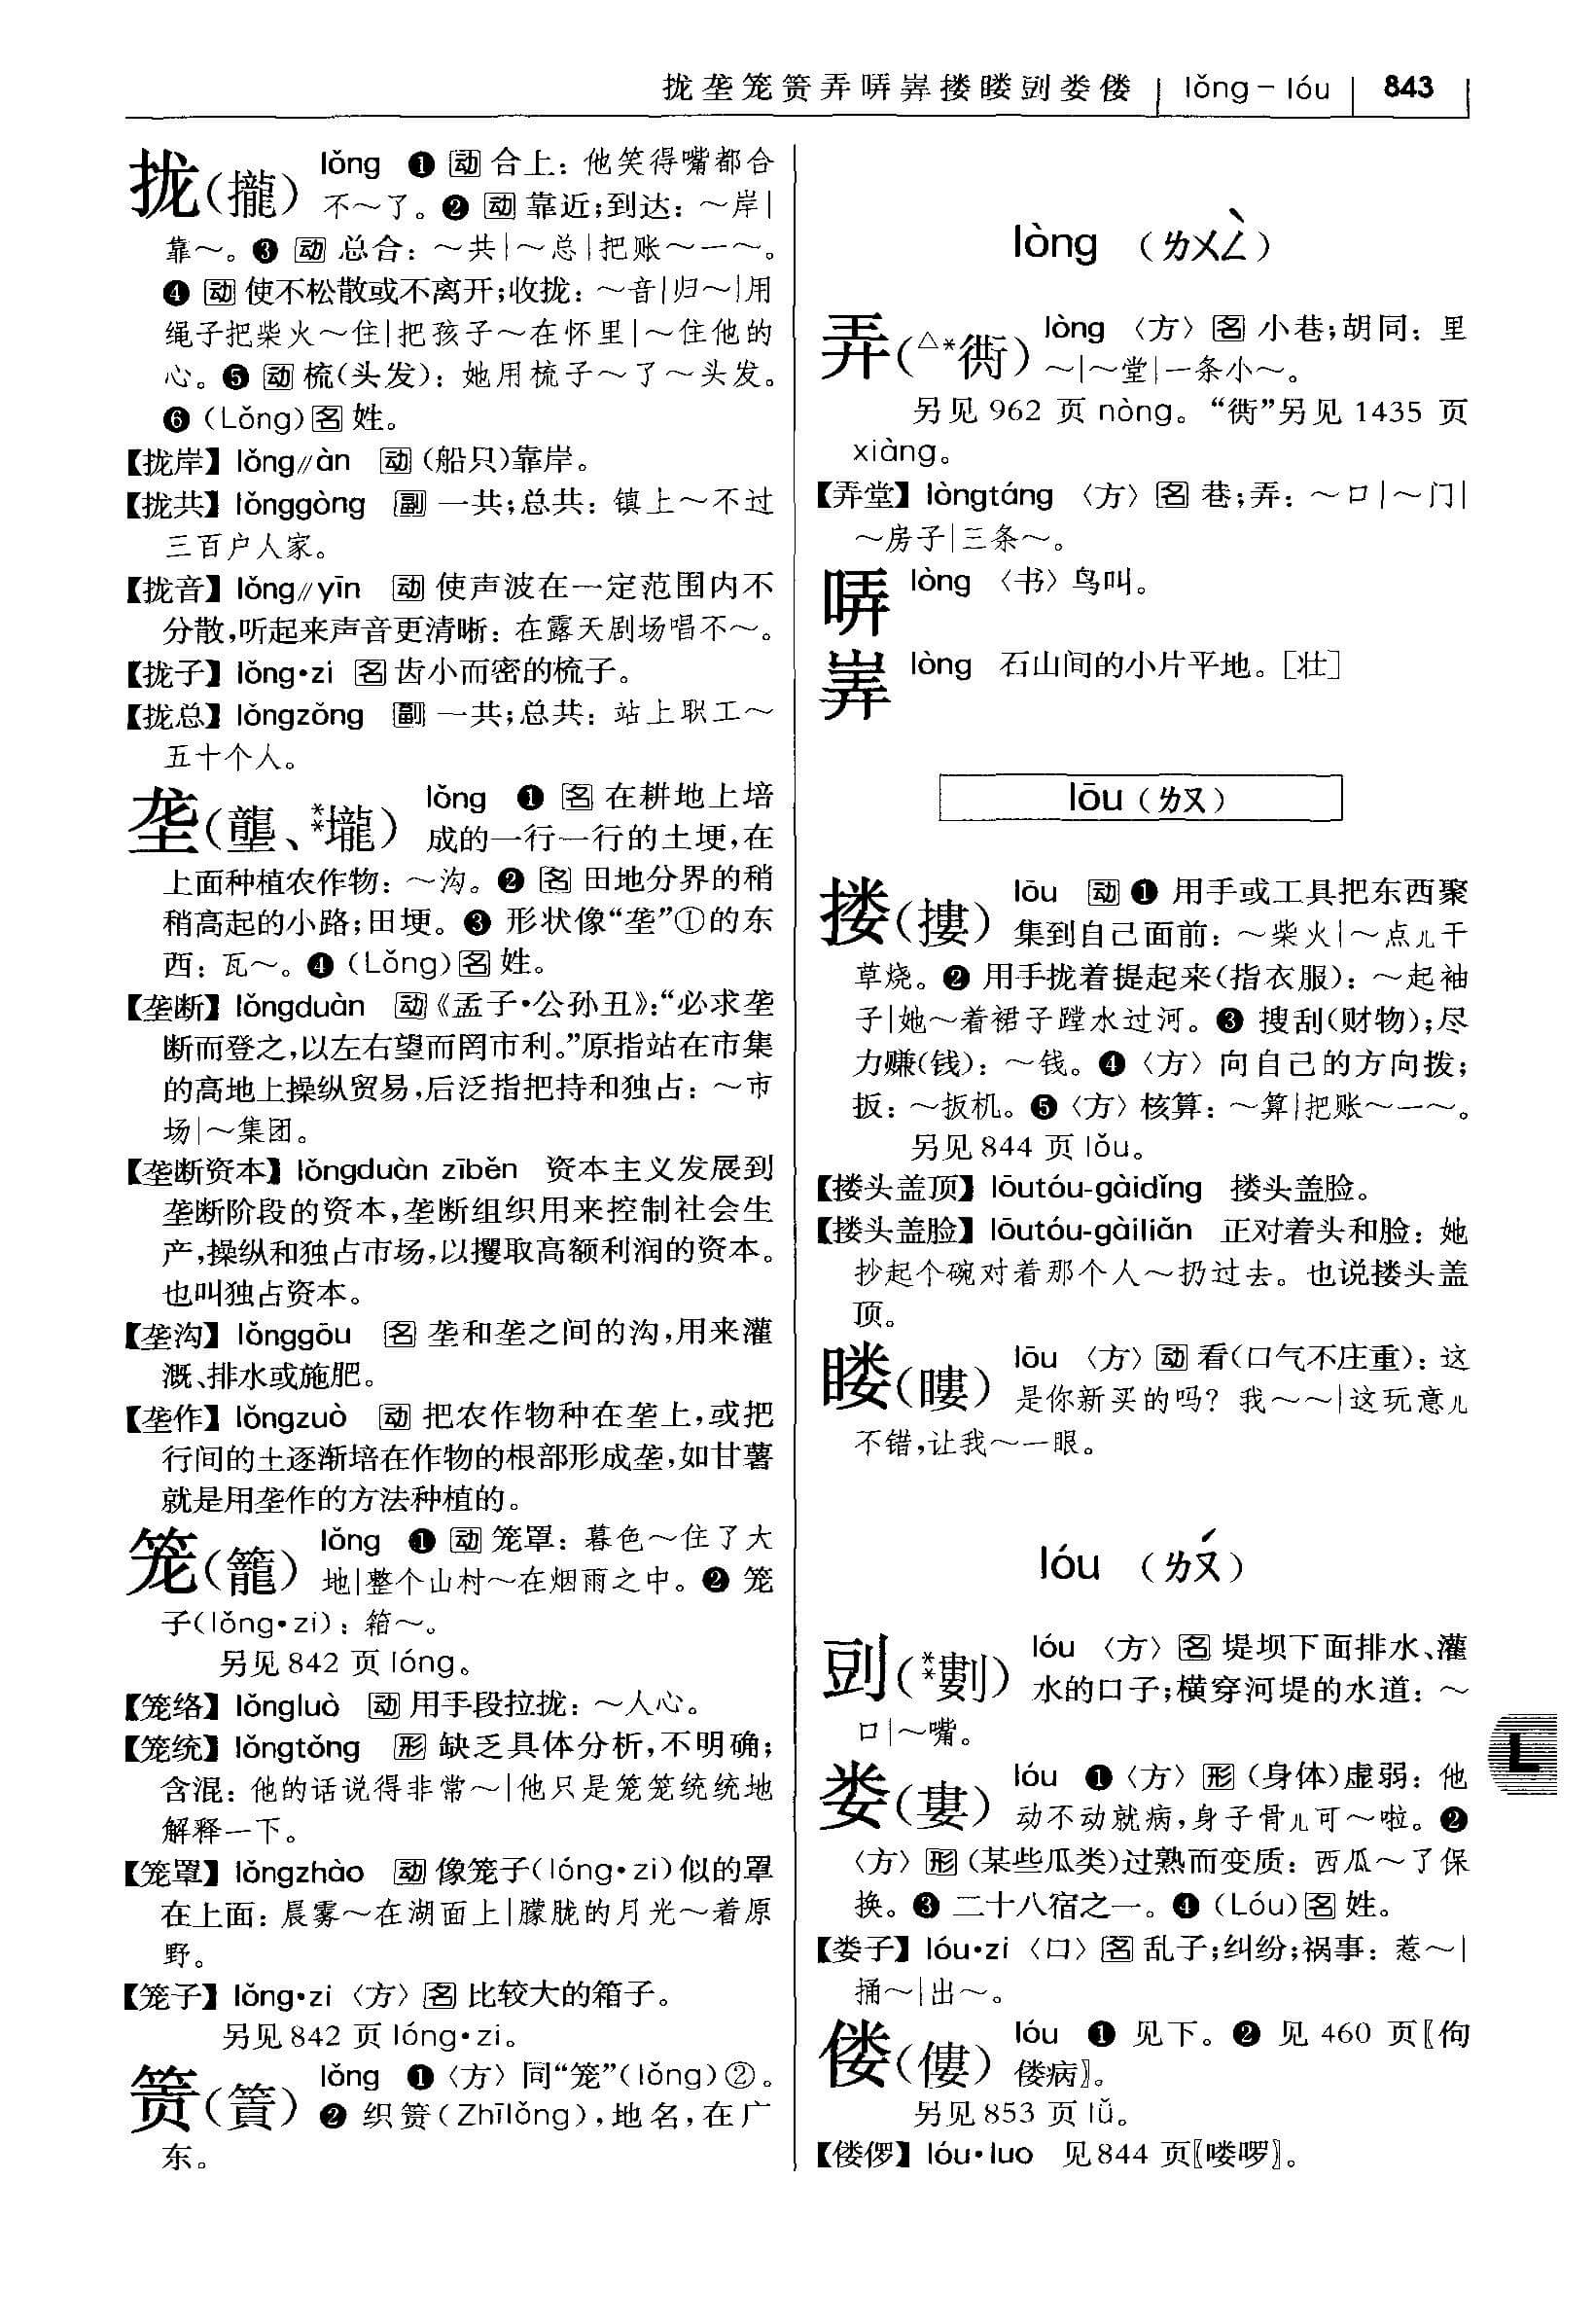 拢垄笼篢弄哢㟖搂䁖剅娄偻 lǒng－lóu 843
拢(攏) lǒng ❶ 动 合上：他笑得嘴都合
不～了。❷ 动 靠近；到达：～岸|
靠～。❸ 动 总合：～共|～总|把账～一～。
❹ 动 使不松散或不离开；收拢：～音|归～|用
绳子把柴火～住|把孩子～在怀里|～住他的
心。❺ 动 梳(头发)：她用梳子～了～头发。
❻（Lǒng）名 姓。
【拢岸】lǒng//àn 动 (船只)靠岸。
【拢共】lǒnggòng 副 一共；总共：镇上～不过
三百户人家。
【拢音】lǒng//yīn 动 使声波在一定范围内不
分散，听起来声音更清晰：在露天剧场唱不～。
【拢子】lǒng•zi 名 齿小而密的梳子。
【拢总】lǒngzǒng 副 一共；总共：站上职工～
五十个人。
垄(壟、**壠) lǒng ❶ 名 在耕地上培
成的一行一行的土埂，在
上面种植农作物：～沟。❷ 名 田地分界的稍
稍高起的小路；田埂。❸ 形状像“垄”①的东
西：瓦～。❹（Lǒng）名 姓。
【垄断】lǒngduàn 动《孟子•公孙丑》：“必求垄
断而登之，以左右望而罔市利。”原指站在市集
的高地上操纵贸易，后泛指把持和独占：～市
场|～集团。
【垄断资本】lǒngduàn zīběn 资本主义发展到
垄断阶段的资本，垄断组织用来控制社会生
产，操纵和独占市场，以攫取高额利润的资本。
也叫独占资本。
【垄沟】lǒnggōu 名 垄和垄之间的沟，用来灌
溉、排水或施肥。
【垄作】lǒngzuò 动 把农作物种在垄上，或把
行间的土逐渐培在作物的根部形成垄，如甘薯
就是用垄作的方法种植的。
笼(籠) lǒng ❶ 动 笼罩：暮色～住了大
地|整个山村～在烟雨之中。❷ 笼
子(lǒng•zi)：箱～。
另见 842 页 lóng。
【笼络】lǒngluò 动 用手段拉拢：～人心。
【笼统】lǒngtǒng 形 缺乏具体分析，不明确；
含混：他的话说得非常～|他只是笼笼统统地
解释一下。
【笼罩】lǒngzhào 动 像笼子(lóng•zi)似的罩
在上面：晨雾～在湖面上|朦胧的月光～着原
野。
【笼子】lǒng•zi〈方〉名 比较大的箱子。
另见 842 页 lóng•zi。
篢(簣) lǒng ❶〈方〉同“笼”(lǒng)②。
❷ 织篢（Zhīlǒng），地名，在广
东。
lòng （ㄌㄨㄥˋ）
弄(△*衖) lòng 〈方〉名 小巷；胡同：里
～|～堂|一条小～。
另见 962 页 nòng。“衖”另见 1435 页
xiàng。
【弄堂】lòngtáng 〈方〉名 巷；弄：～口|～门|
～房子|三条～。
哢 lòng 〈书〉鸟叫。
㟖 lòng 石山间的小片平地。[壮]
lōu（ㄌㄡ）
搂(摟) lōu 动 ❶ 用手或工具把东西聚
集到自己面前：～柴火|～点儿干
草烧。❷ 用手拢着提起来(指衣服)：～起袖
子|她～着裙子蹚水过河。❸ 搜刮(财物)；尽
力赚(钱)：～钱。❹〈方〉向自己的方向拨；
扳：～扳机。❺〈方〉核算：～算|把账～一～。
另见 844 页 lǒu。
【搂头盖顶】lōutóu-gàidǐng 搂头盖脸。
【搂头盖脸】lōutóu-gàiliǎn 正对着头和脸：她
抄起个碗对着那个人～扔过去。也说搂头盖
顶。
䁖(瞜) lōu 〈方〉动 看(口气不庄重)：这
是你新买的吗？我～～|这玩意儿
不错，让我～一眼。
lóu （ㄌㄡˊ）
剅(**㔷) lóu 〈方〉名 堤坝下面排水、灌
水的口子；横穿河堤的水道：～
口|～嘴。
娄(婁) lóu ❶〈方〉形 (身体)虚弱：他
动不动就病，身子骨儿可～啦。❷
〈方〉形 (某些瓜类)过熟而变质：西瓜～了保
换。❸ 二十八宿之一。❹（Lóu）名 姓。
【娄子】lóu•zi〈口〉名 乱子；纠纷；祸事：惹～|
捅～|出～。
偻(僂) lóu ❶ 见下。❷ 见 460 页〖佝
偻病〗。
另见 853 页 lǚ。
【偻㑩】lóu•luo 见 844 页〖喽啰〗。
L